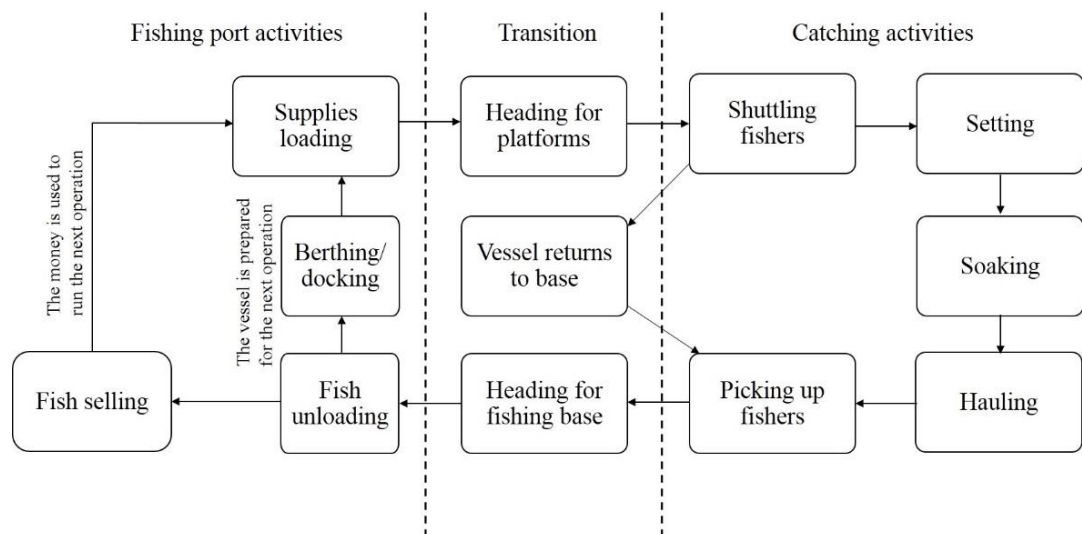 Fishing port activities
Transition
Catching activities
Supplies
loading
Heading for
platforms
Shuttling
fishers
Setting
The money is used to
run the next operation
The vessel is prepared
for the next operation
Berthing/
docking
Vessel returns
to base
Soaking
Fish selling
Fish
unloading
Heading for
fishing base
Picking up
fishers
Hauling